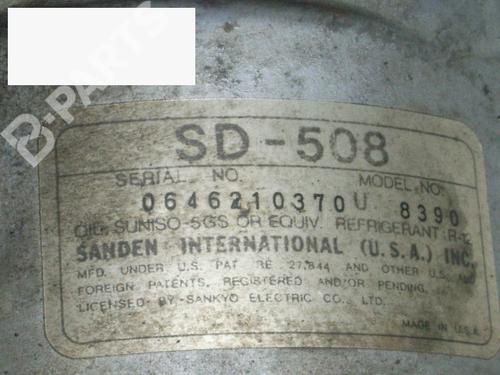 B-PARTS
SD-508
SERIAL NO. MODEL NO.
0646210370U 8390
OIL: SUNISO-5GS OR EQUIV. REFRIGERANT: R-12
SANDEN INTERNATIONAL (U.S.A.) INC.
MFD. UNDER U.S. PAT. RE. 27,844 AND OTHER U.S. AND
FOREIGN PATENTS, REGISTERED AND/OR PENDING.
LICENSED BY-SANKYO ELECTRIC CO., LTD.
MADE IN U.S.A.